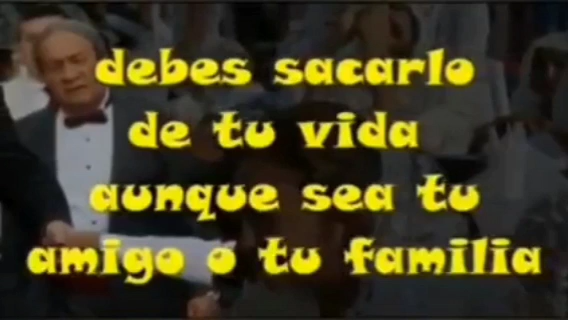 debes sacarlo
de tu vida
aunque sea tu
amigo ó tu familia